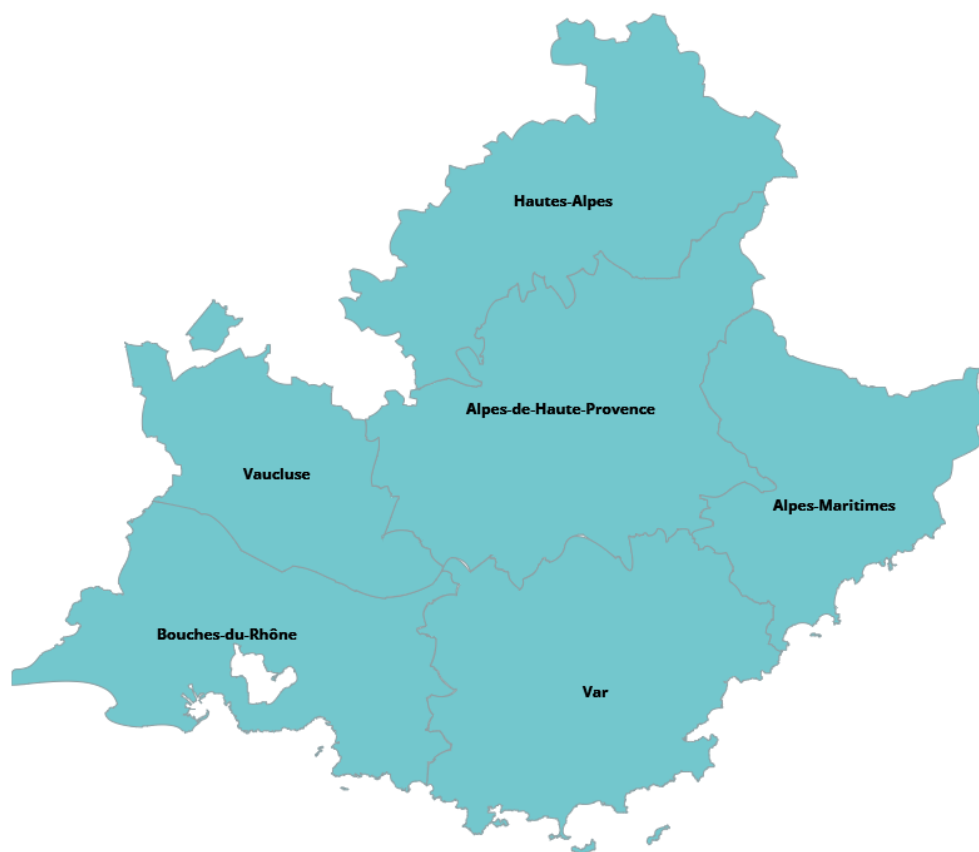 Hautes-Alpes
Alpes-de-Haute-Provence
Vaucluse
Alpes-Maritimes
Bouches-du-Rhône
Var